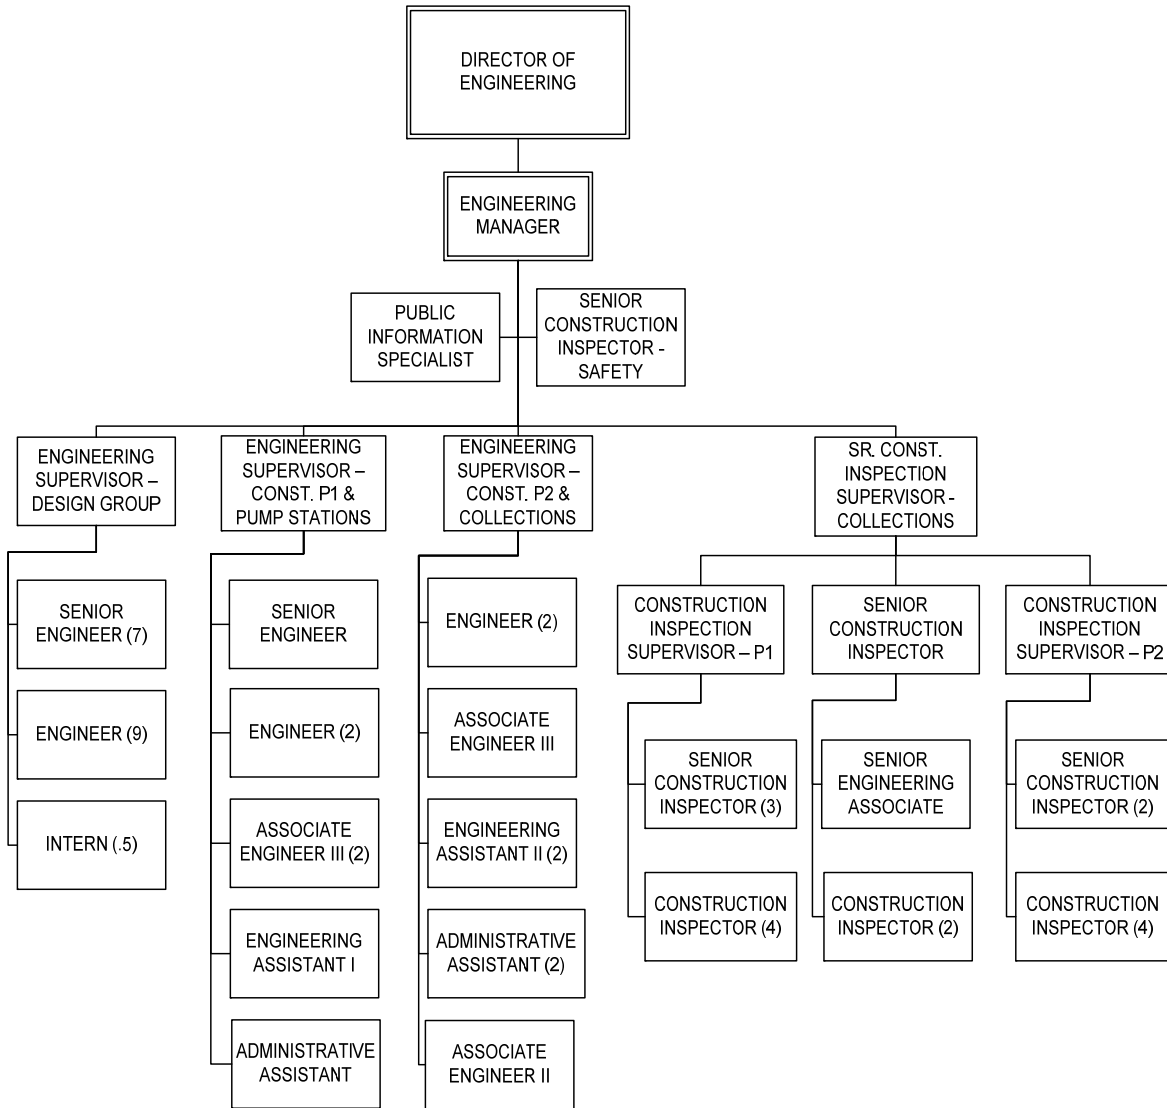 DIRECTOR OF
ENGINEERING
ENGINEERING
MANAGER
PUBLIC
INFORMATION
SPECIALIST
SENIOR
CONSTRUCTION
INSPECTOR -
SAFETY
ENGINEERING
SUPERVISOR –
DESIGN GROUP
SENIOR
ENGINEER (7)
ENGINEER (9)
INTERN (.5)
ENGINEERING
SUPERVISOR –
CONST. P1 &
PUMP STATIONS
SENIOR
ENGINEER
ENGINEER (2)
ASSOCIATE
ENGINEER III (2)
ENGINEERING
ASSISTANT I
ADMINISTRATIVE
ASSISTANT
ENGINEERING
SUPERVISOR –
CONST. P2 &
COLLECTIONS
ENGINEER (2)
ASSOCIATE
ENGINEER III
ENGINEERING
ASSISTANT II (2)
ADMINISTRATIVE
ASSISTANT (2)
ASSOCIATE
ENGINEER II
SR. CONST.
INSPECTION
SUPERVISOR -
COLLECTIONS
CONSTRUCTION
INSPECTION
SUPERVISOR – P1
SENIOR
CONSTRUCTION
INSPECTOR (3)
CONSTRUCTION
INSPECTOR (4)
SENIOR
CONSTRUCTION
INSPECTOR
SENIOR
ENGINEERING
ASSOCIATE
CONSTRUCTION
INSPECTOR (2)
CONSTRUCTION
INSPECTION
SUPERVISOR – P2
SENIOR
CONSTRUCTION
INSPECTOR (2)
CONSTRUCTION
INSPECTOR (4)